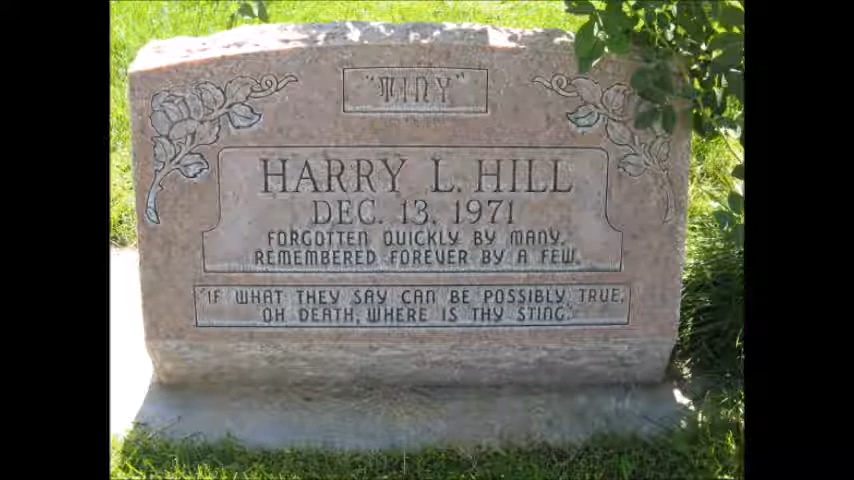 "TINY"
HARRY L. HILL
DEC. 13, 1971
FORGOTTEN QUICKLY BY MANY,
REMEMBERED FOREVER BY A FEW.
"IF WHAT THEY SAY CAN BE POSSIBLY TRUE,
OH DEATH, WHERE IS THY STING"